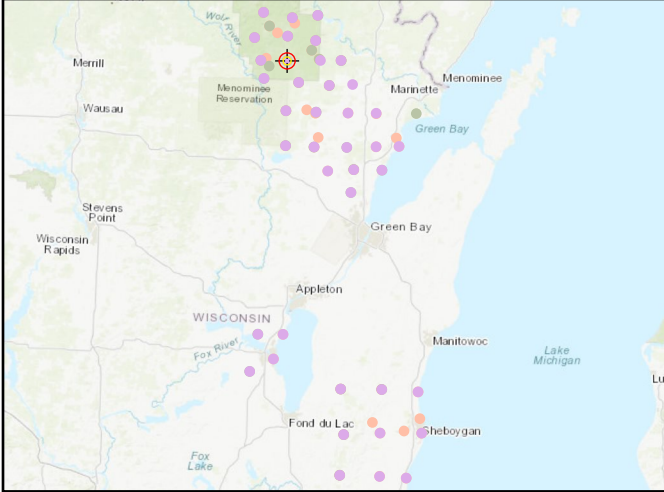 Wolf
River
Merrill
Menominee
Marinette
Menominee
Reservation
Wausau
Green Bay
Stevens
Point
Green Bay
Wisconsin
Rapids
Appleton
WISCONSIN
Manitowoc
Fox River
Lake
Michigan
Lu
Fond du Lac
Sheboygan
Fox
Lake